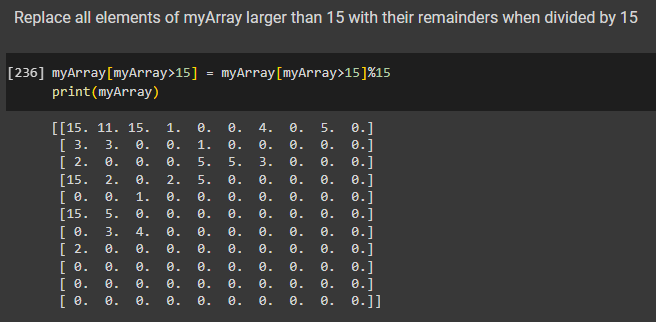 Replace all elements of myArray larger than 15 with their remainders when divided by 15
[236] myArray[myArray>15] = myArray[myArray>15]%15
print(myArray)
[[15. 11. 15.  1.  0.  0.  4.  0.  5.  0.]
 [ 3.  3.  0.  0.  1.  0.  0.  0.  0.  0.]
 [ 2.  0.  0.  0.  5.  5.  3.  0.  0.  0.]
 [15.  2.  0.  2.  5.  0.  0.  0.  0.  0.]
 [ 0.  0.  1.  0.  0.  0.  0.  0.  0.  0.]
 [15.  5.  0.  0.  0.  0.  0.  0.  0.  0.]
 [ 0.  3.  4.  0.  0.  0.  0.  0.  0.  0.]
 [ 2.  0.  0.  0.  0.  0.  0.  0.  0.  0.]
 [ 0.  0.  0.  0.  0.  0.  0.  0.  0.  0.]
 [ 0.  0.  0.  0.  0.  0.  0.  0.  0.  0.]
 [ 0.  0.  0.  0.  0.  0.  0.  0.  0.  0.]]